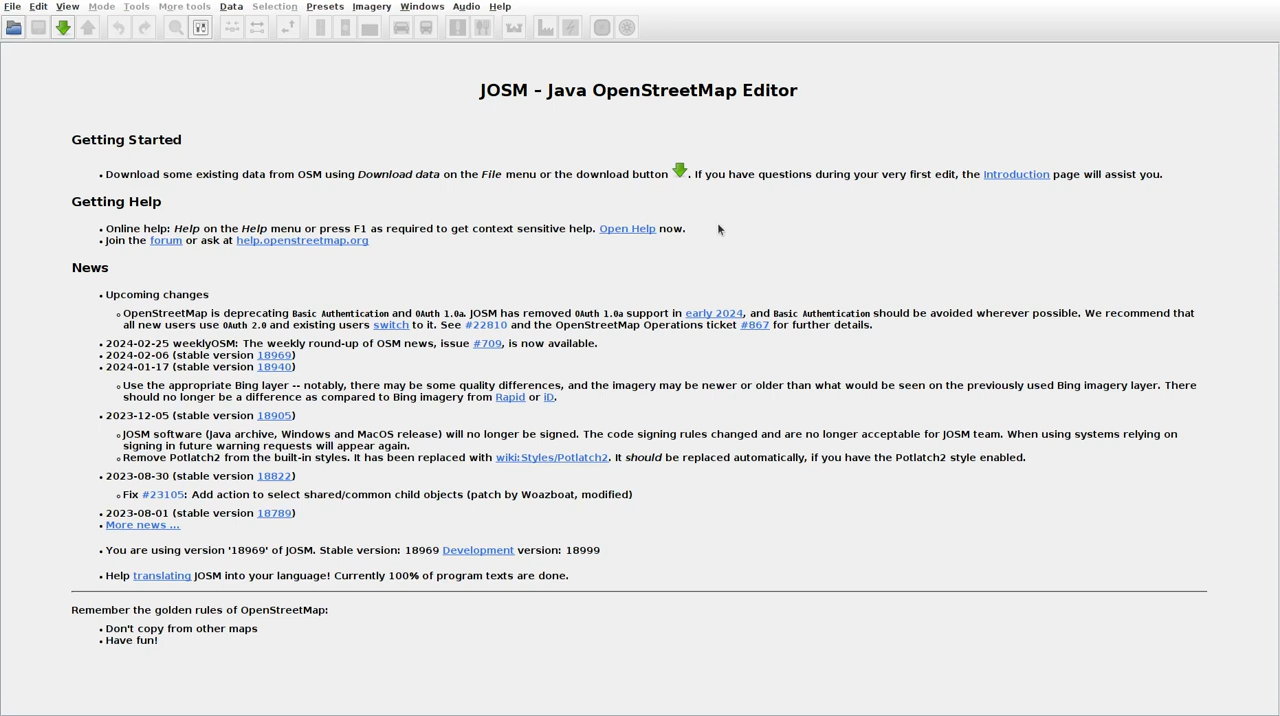 File Edit View Mode Tools More tools Data Selection Presets Imagery Windows Audio Help
JOSM – Java OpenStreetMap Editor
Getting Started
• Download some existing data from OSM using Download data on the File menu or the download button . If you have questions during your very first edit, the Introduction page will assist you.
Getting Help
• Online help: Help on the Help menu or press F1 as required to get context sensitive help. Open Help now.
• Join the forum or ask at help.openstreetmap.org
News
• Upcoming changes
◦ OpenStreetMap is deprecating Basic Authentication and OAuth 1.0a. JOSM has removed OAuth 1.0a support in early 2024, and Basic Authentication should be avoided wherever possible. We recommend that
all new users use OAuth 2.0 and existing users switch to it. See #22810 and the OpenStreetMap Operations ticket #867 for further details.
• 2024-02-25 weeklyOSM: The weekly round-up of OSM news, issue #709, is now available.
• 2024-02-06 (stable version 18969)
• 2024-01-17 (stable version 18940)
◦ Use the appropriate Bing layer -- notably, there may be some quality differences, and the imagery may be newer or older than what would be seen on the previously used Bing imagery layer. There
should no longer be a difference as compared to Bing imagery from Rapid or iD.
• 2023-12-05 (stable version 18905)
◦ JOSM software (Java archive, Windows and MacOS release) will no longer be signed. The code signing rules changed and are no longer acceptable for JOSM team. When using systems relying on
signing in future warning requests will appear again.
◦ Remove Potlatch2 from the built-in styles. It has been replaced with wiki:Styles/Potlatch2. It should be replaced automatically, if you have the Potlatch2 style enabled.
• 2023-08-30 (stable version 18822)
◦ Fix #23105: Add action to select shared/common child objects (patch by Woazboat, modified)
• 2023-08-01 (stable version 18789)
• More news ...
• You are using version '18969' of JOSM. Stable version: 18969 Development version: 18999
• Help translating JOSM into your language! Currently 100% of program texts are done.
Remember the golden rules of OpenStreetMap:
• Don't copy from other maps
• Have fun!